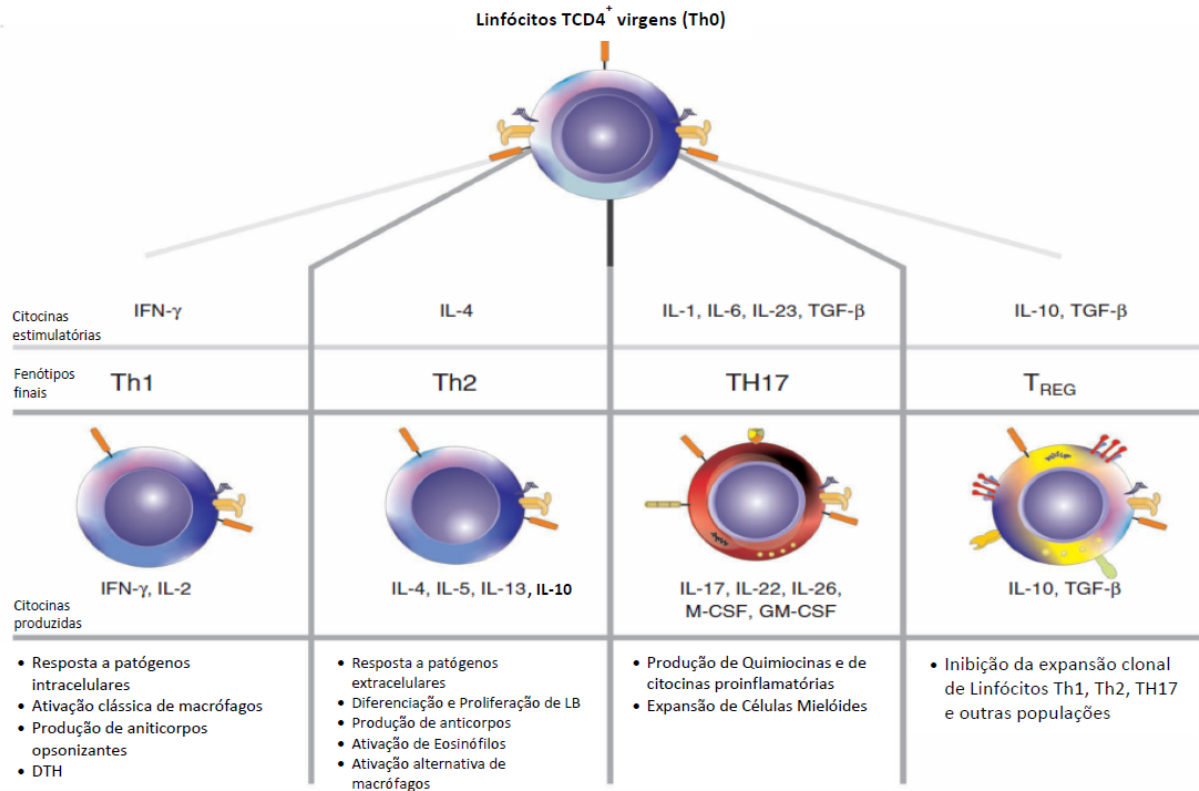 Linfócitos TCD4+ virgens (Th0)
Citocinas
estimulatórias
IFN-γ
IL-4
IL-1, IL-6, IL-23, TGF-β
IL-10, TGF-β
Fenótipos
finais
Th1
Th2
TH17
TREG
Citocinas
produzidas
IFN-γ, IL-2
IL-4, IL-5, IL-13, IL-10
IL-17, IL-22, IL-26,
M-CSF, GM-CSF
IL-10, TGF-β
• Resposta a patógenos
intracelulares
• Ativação clássica de macrófagos
• Produção de aniticorpos
opsonizantes
• DTH
• Resposta a patógenos
extracelulares
• Diferenciação e Proliferação de LB
• Produção de anticorpos
• Ativação de Eosinófilos
• Ativação alternativa de
macrófagos
• Produção de Quimiocinas e de
citocinas proinflamatórias
• Expansão de Células Mielóides
• Inibição da expansão clonal
de Linfócitos Th1, Th2, TH17
e outras populações